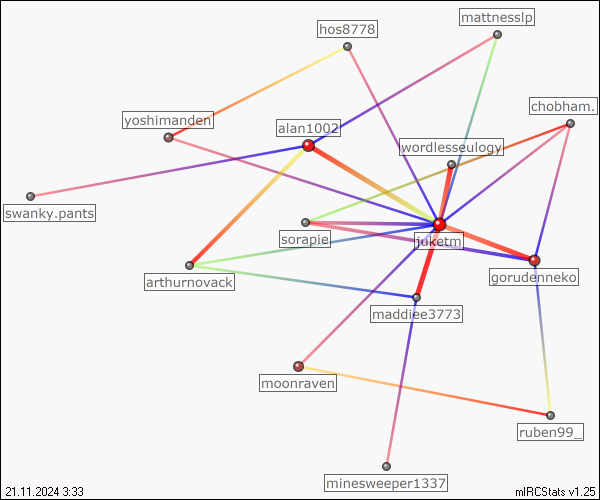 hos8778
mattnesslp
chobham.
yoshimanden
alan1002
wordlesseulogy
swanky.pants
sorapie
juketm
arthurnovack
gorudenneko
maddiee3773
moonraven
ruben99_
minesweeper1337
21.11.2024 3:33
mIRCStats v1.25